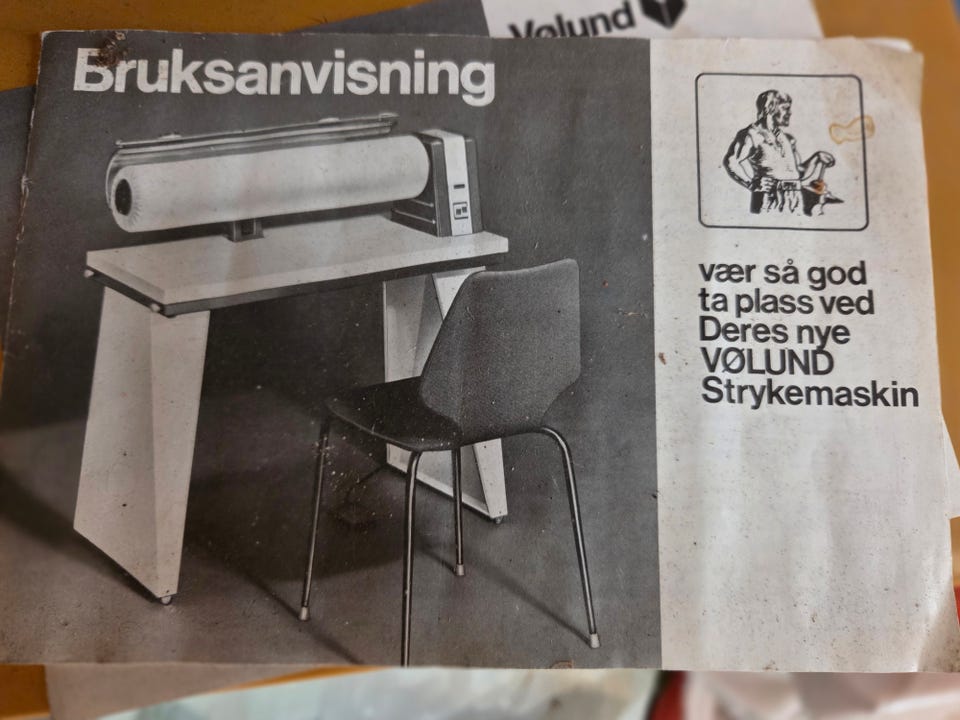 Vølund
Bruksanvisning
vær så god
ta plass ved
Deres nye
VØLUND
Strykemaskin